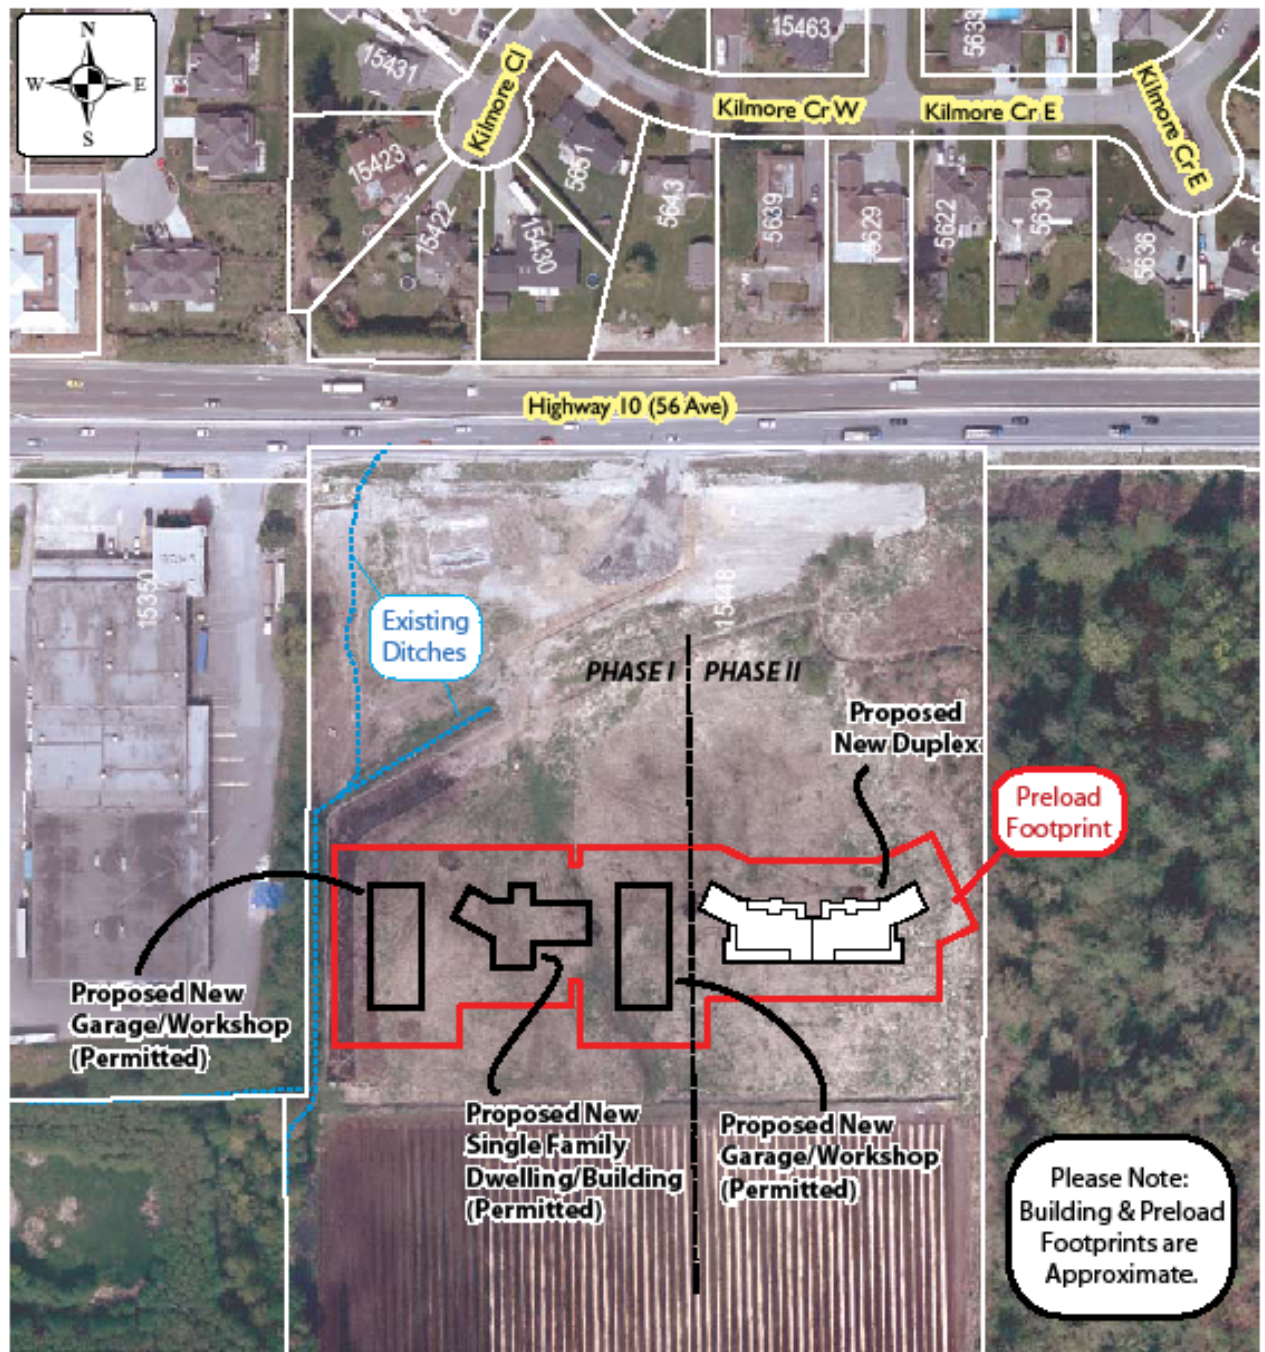 N
W E
S
15431
Kilmore Cl
15463
5633
Kilmore Cr W
Kilmore Cr E
Kilmore Cr E
15423
15422
15430
5651
5643
5639
5629
5622
5630
5636
Highway 10 (56 Ave)
15350
15448
Existing
Ditches
PHASE I
PHASE II
Proposed
New Duplex
Preload
Footprint
Proposed New
Garage/Workshop
(Permitted)
Proposed New
Single Family
Dwelling/Building
(Permitted)
Proposed New
Garage/Workshop
(Permitted)
Please Note:
Building & Preload
Footprints are
Approximate.